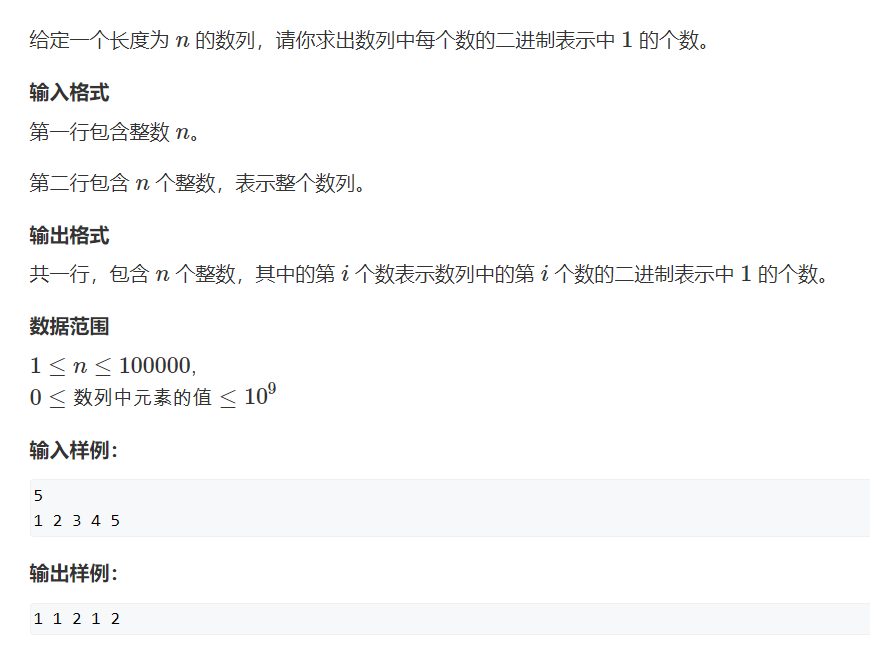 给定一个长度为 n 的数列，请你求出数列中每个数的二进制表示中 1 的个数。
输入格式
第一行包含整数 n。
第二行包含 n 个整数，表示整个数列。
输出格式
共一行，包含 n 个整数，其中的第 i 个数表示数列中的第 i 个数的二进制表示中 1 的个数。
数据范围
1 ≤ n ≤ 100000,
0 ≤ 数列中元素的值 ≤ 10⁹
输入样例：
5
1 2 3 4 5
输出样例：
1 1 2 1 2